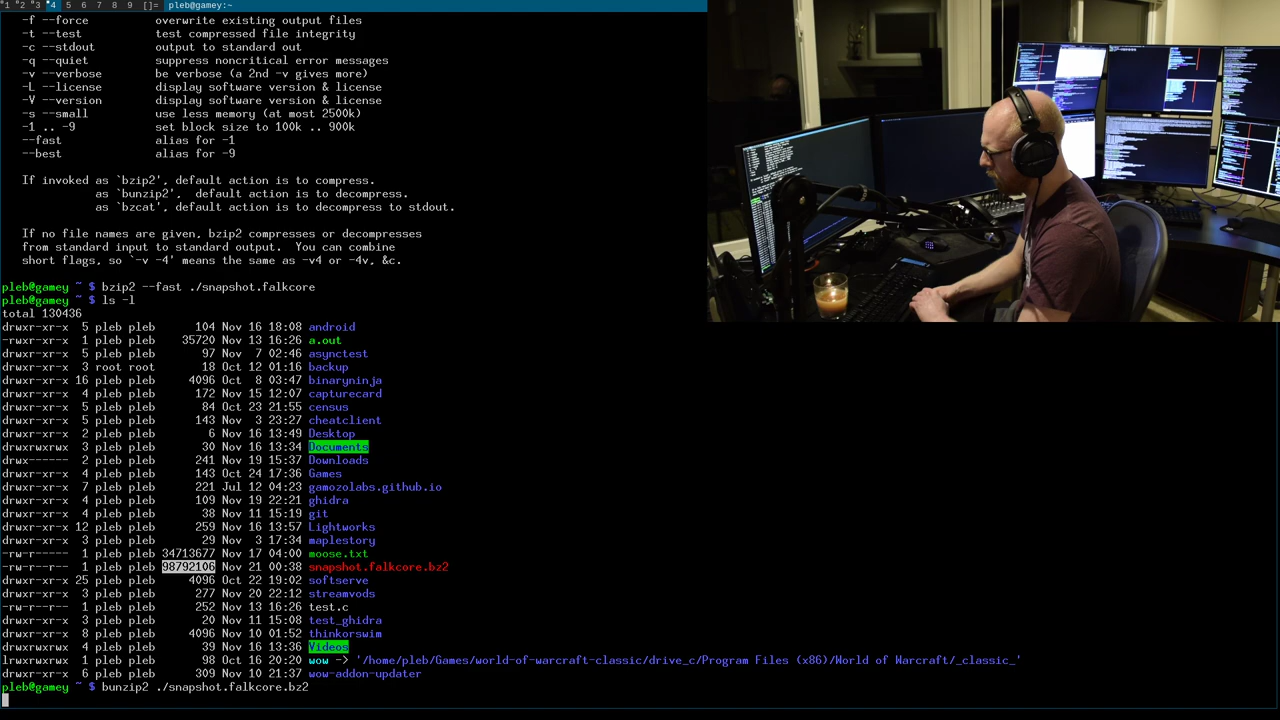 1 2 3 4 5 6 7 8 9 []= pleb@gamey:~
-f --force overwrite existing output files
-t --test test compressed file integrity
-c --stdout output to standard out
-q --quiet suppress noncritical error messages
-v --verbose be verbose (a 2nd -v gives more)
-L --license display software version & license
-V --version display software version & license
-s --small use less memory (at most 2500k)
-1 .. -9 set block size to 100k .. 900k
--fast alias for -1
--best alias for -9
If invoked as `bzip2', default action is to compress.
as `bunzip2', default action is to decompress.
as `bzcat', default action is to decompress to stdout.
If no file names are given, bzip2 compresses or decompresses
from standard input to standard output. You can combine
short flags, so `-v -4' means the same as -v4 or -4v, &c.
pleb@gamey ~ $ bzip2 --fast ./snapshot.falkcore
pleb@gamey ~ $ ls -l
total 130436
drwxr-xr-x 5 pleb pleb 104 Nov 16 18:08 android
-rwxr-xr-x 1 pleb pleb 35720 Nov 13 16:26 a.out
drwxr-xr-x 5 pleb pleb 97 Nov 7 02:46 asynctest
drwxr-xr-x 3 root root 18 Oct 12 01:16 backup
drwxr-xr-x 16 pleb pleb 4096 Oct 8 03:47 binaryninja
drwxr-xr-x 4 pleb pleb 172 Nov 15 12:07 capturecard
drwxr-xr-x 5 pleb pleb 84 Oct 23 21:55 census
drwxr-xr-x 5 pleb pleb 143 Nov 3 23:27 cheatclient
drwxr-xr-x 2 pleb pleb 6 Nov 16 13:49 Desktop
drwxrwxrwx 3 pleb pleb 30 Nov 16 13:34 Documents
drwx------ 2 pleb pleb 241 Nov 19 15:37 Downloads
drwxr-xr-x 4 pleb pleb 143 Oct 24 17:36 Games
drwxr-xr-x 7 pleb pleb 221 Jul 12 04:23 gamozolabs.github.io
drwxr-xr-x 4 pleb pleb 109 Nov 19 22:21 ghidra
drwxr-xr-x 4 pleb pleb 38 Nov 11 15:19 git
drwxr-xr-x 12 pleb pleb 259 Nov 16 13:57 Lightworks
drwxr-xr-x 3 pleb pleb 29 Nov 3 17:34 maplestory
-rw-r----- 1 pleb pleb 34713677 Nov 17 04:00 moose.txt
-rw-r--r-- 1 pleb pleb 98792106 Nov 21 00:38 snapshot.falkcore.bz2
drwxr-xr-x 25 pleb pleb 4096 Oct 22 19:02 softserve
drwxr-xr-x 3 pleb pleb 277 Nov 20 22:12 streamvods
-rw-r--r-- 1 pleb pleb 252 Nov 13 16:26 test.c
drwxr-xr-x 3 pleb pleb 20 Nov 11 15:08 test_ghidra
drwxr-xr-x 8 pleb pleb 4096 Nov 10 01:52 thinkorswim
drwxrwxrwx 4 pleb pleb 39 Nov 16 13:36 Videos
lrwxrwxrwx 1 pleb pleb 98 Oct 16 20:20 wow -> '/home/pleb/Games/world-of-warcraft-classic/drive_c/Program Files (x86)/World of Warcraft/_classic_'
drwxr-xr-x 6 pleb pleb 309 Nov 10 21:37 wow-addon-updater
pleb@gamey ~ $ bunzip2 ./snapshot.falkcore.bz2